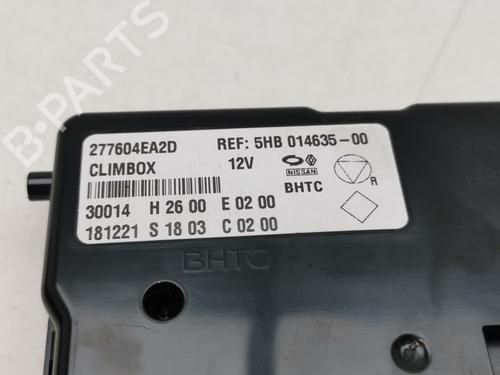 277604EA2D REF: 5HB 014635-00
CLIMBOX 12V
NISSAN
BHTC
R
30014 H 26 00 E 02 00
181221 S 18 03 C 02 00
BHTC
B-PARTS